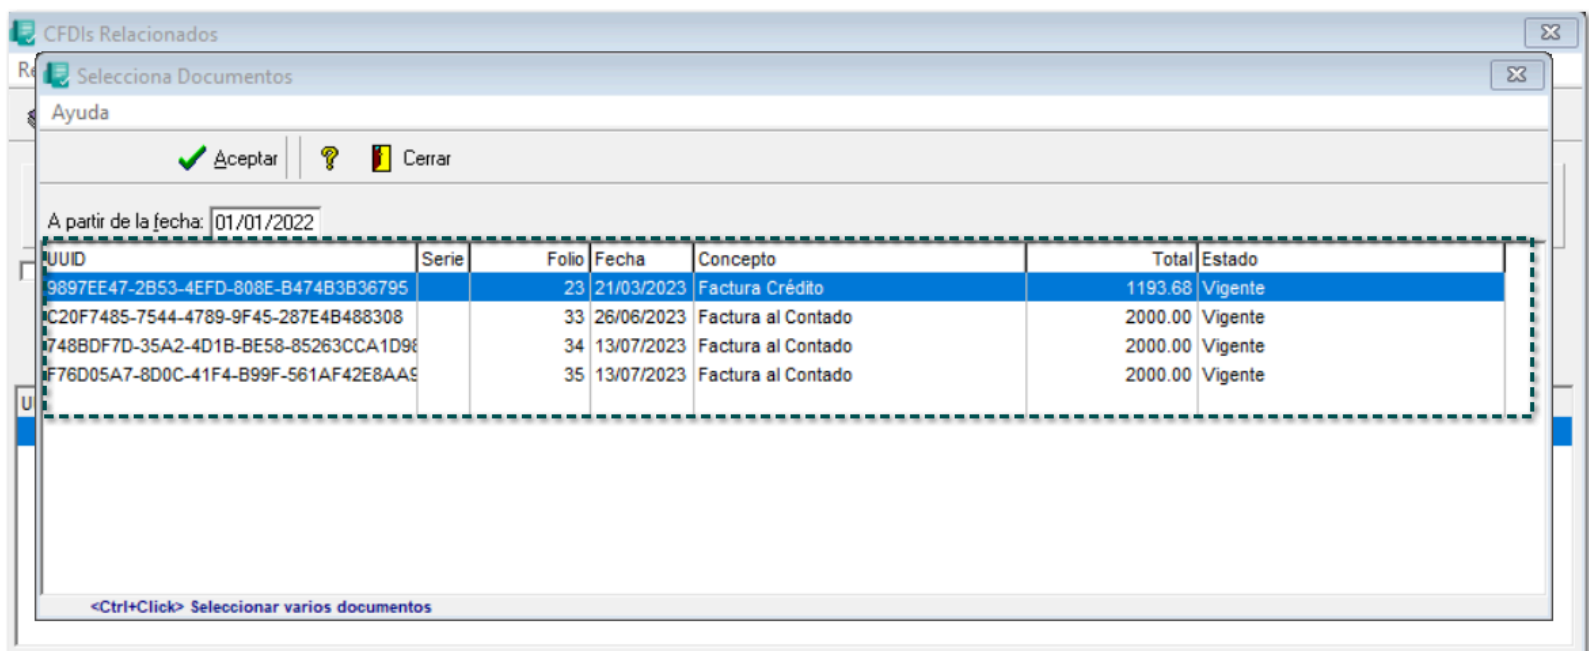 CFDIs Relacionados
Re
Selecciona Documentos
Ayuda
Aceptar ? Cerrar
A partir de la fecha: 01/01/2022
UUID Serie Folio Fecha Concepto Total Estado
9897EE47-2B53-4EFD-808E-B474B3B36795 23 21/03/2023 Factura Crédito 1193.68 Vigente
C20F7485-7544-4789-9F45-287E4B488308 33 26/06/2023 Factura al Contado 2000.00 Vigente
748BDF7D-35A2-4D1B-BE58-85263CCA1D98 34 13/07/2023 Factura al Contado 2000.00 Vigente
F76D05A7-8D0C-41F4-B99F-561AF42E8AA9 35 13/07/2023 Factura al Contado 2000.00 Vigente
U
<Ctrl+Click> Seleccionar varios documentos